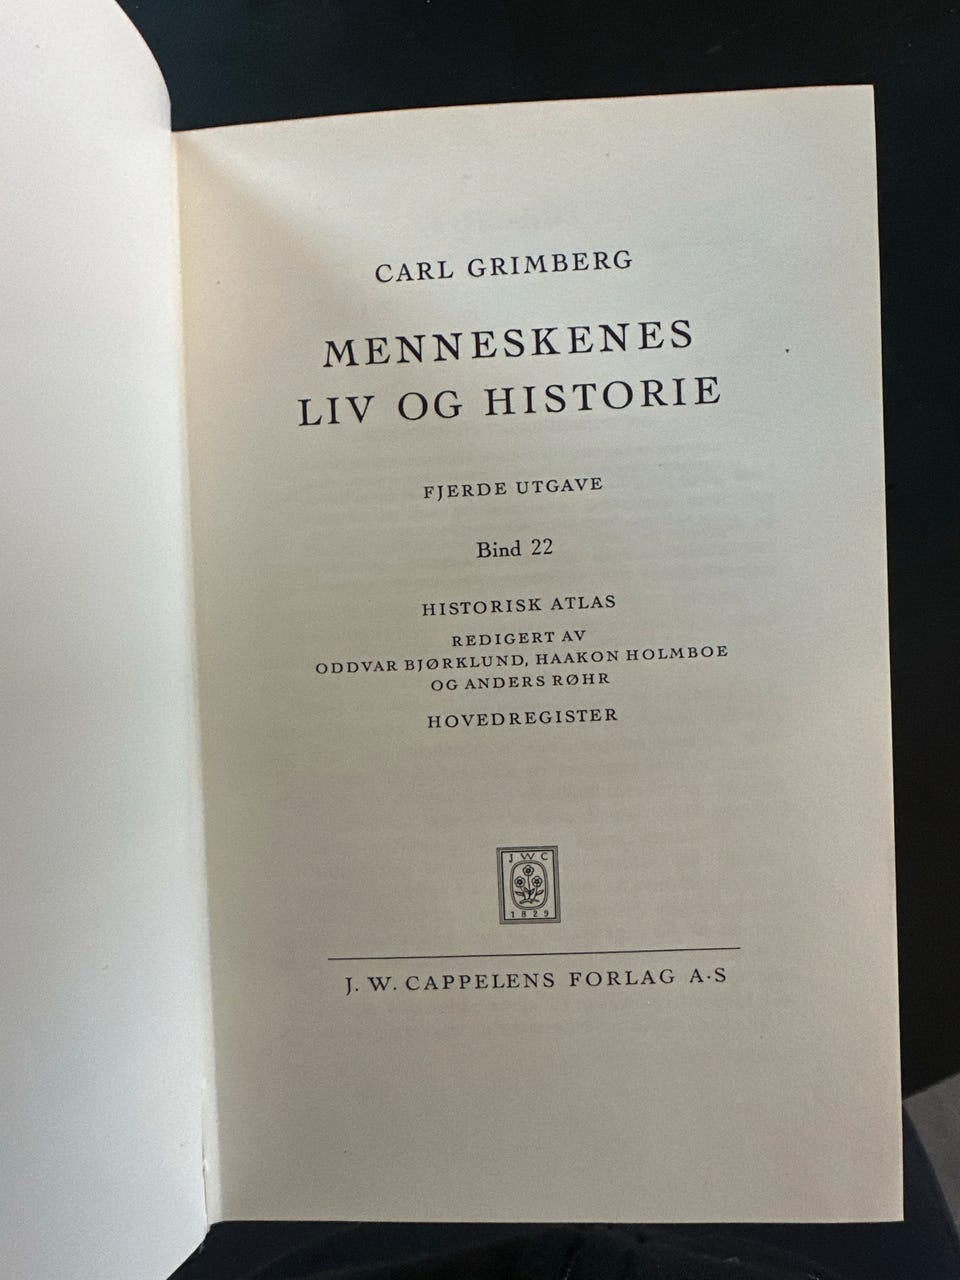 CARL GRIMBERG
MENNESKENES
LIV OG HISTORIE
FJERDE UTGAVE
Bind 22
HISTORISK ATLAS
REDIGERT AV
ODDVAR BJØRKLUND, HAAKON HOLMBOE
OG ANDERS RØHR
HOVEDREGISTER
J W C
1829
J. W. CAPPELENS FORLAG A·S